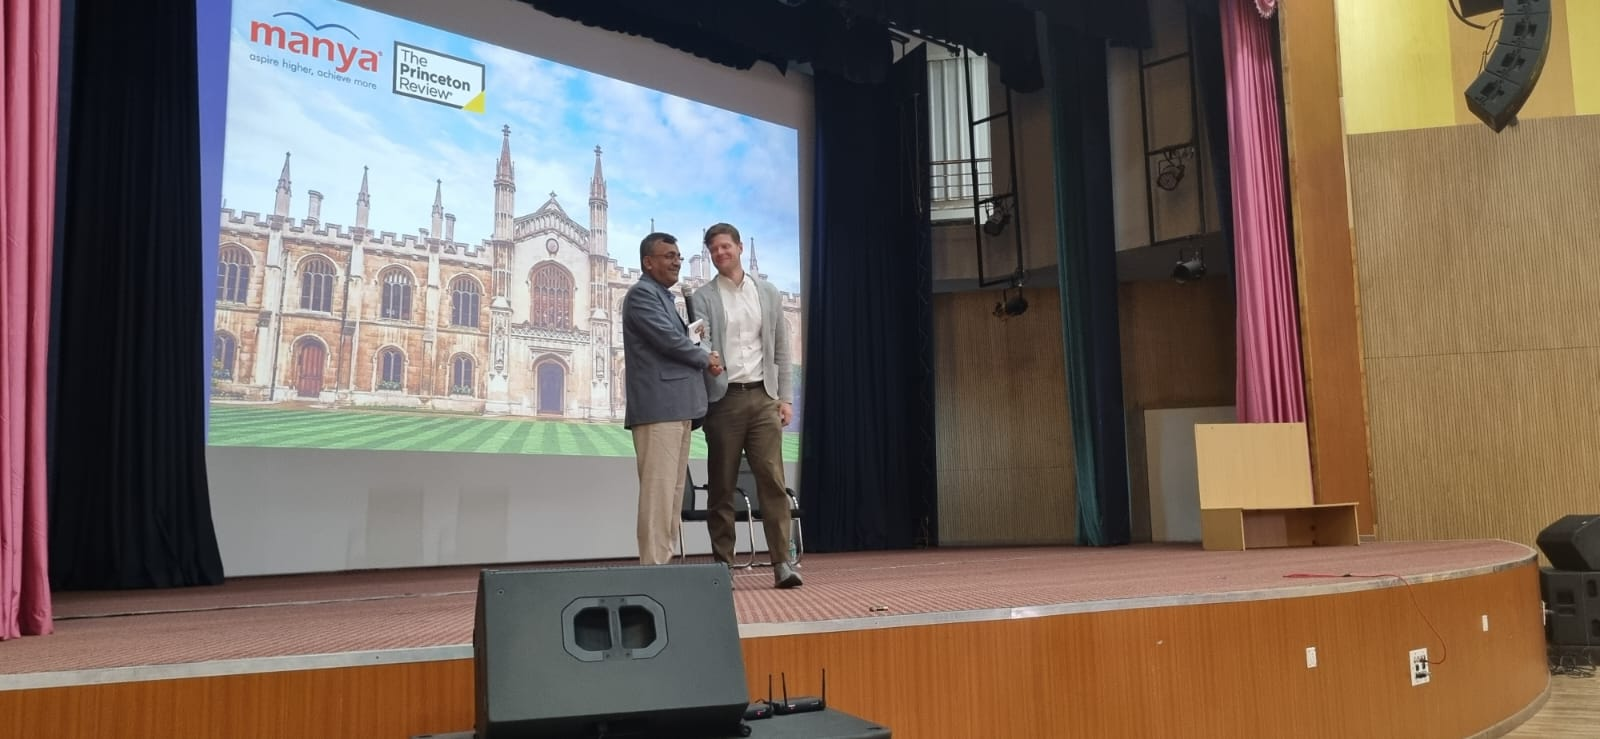 manya®
aspire higher, achieve more
The
Princeton
Review®